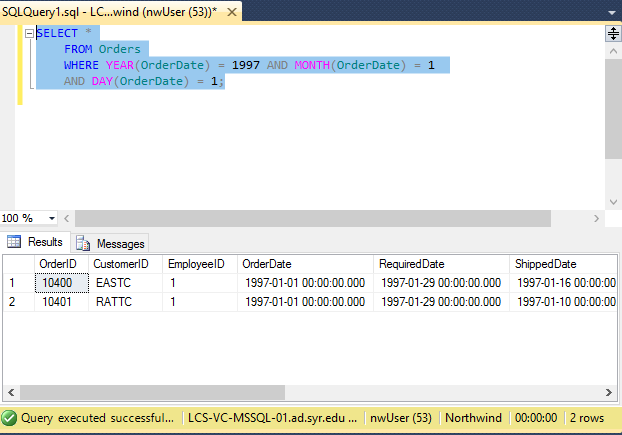 SQLQuery1.sql - LC...wind (nwUser (53))* ×
SELECT *
FROM Orders
WHERE YEAR(OrderDate) = 1997 AND MONTH(OrderDate) = 1
AND DAY(OrderDate) = 1;
100 %
Results Messages
OrderID CustomerID EmployeeID OrderDate RequiredDate ShippedDate
1 10400 EASTC 1 1997-01-01 00:00:00.000 1997-01-29 00:00:00.000 1997-01-16 00:00:00
2 10401 RATTC 1 1997-01-01 00:00:00.000 1997-01-29 00:00:00.000 1997-01-10 00:00:00
Query executed successful... LCS-VC-MSSQL-01.ad.syr.edu ... nwUser (53) Northwind 00:00:00 2 rows